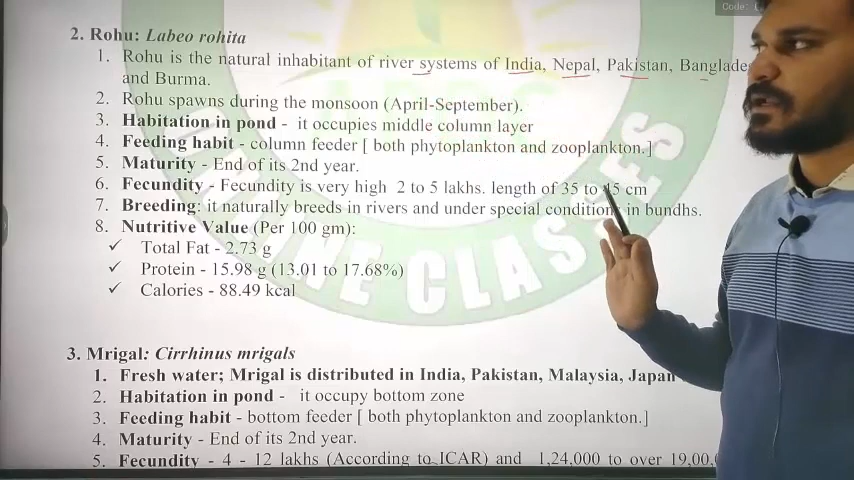 Code:
2. Rohu: Labeo rohita
1. Rohu is the natural inhabitant of river systems of India, Nepal, Pakistan,
and Burma.
2. Rohu spawns during the monsoon (April-September).
3. Habitation in pond - it occupies middle column layer
4. Feeding habit - column feeder [ both phytoplankton and zooplankton.]
5. Maturity - End of its 2nd year.
6. Fecundity - Fecundity is very high 2 to 5 lakhs. length of 35 to 45 cm
7. Breeding: it naturally breeds in rivers and under special conditions in bundhs.
8. Nutritive Value (Per 100 gm):
✓ Total Fat - 2.73 g
✓ Protein - 15.98 g (13.01 to 17.68%)
✓ Calories - 88.49 kcal
3. Mrigal: Cirrhinus mrigals
1. Fresh water; Mrigal is distributed in India, Pakistan, Malaysia, Japan
2. Habitation in pond - it occupy bottom zone
3. Feeding habit - bottom feeder [ both phytoplankton and zooplankton.]
4. Maturity - End of its 2nd year.
5. Fecundity - 4 - 12 lakhs (According to ICAR) and 1,24,000 to over
CLASSES